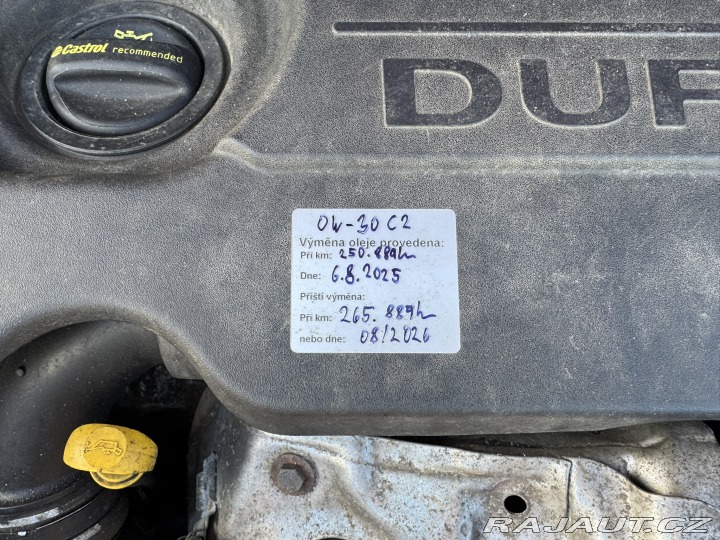 Castrol
recommended
DUR
0W-30 C2
Výměna oleje provedena:
Při km: 250.889km
Dne: 6.8.2025
Příští výměna:
Při km: 265.889km
nebo dne: 08/2026
RAJAUT.CZ